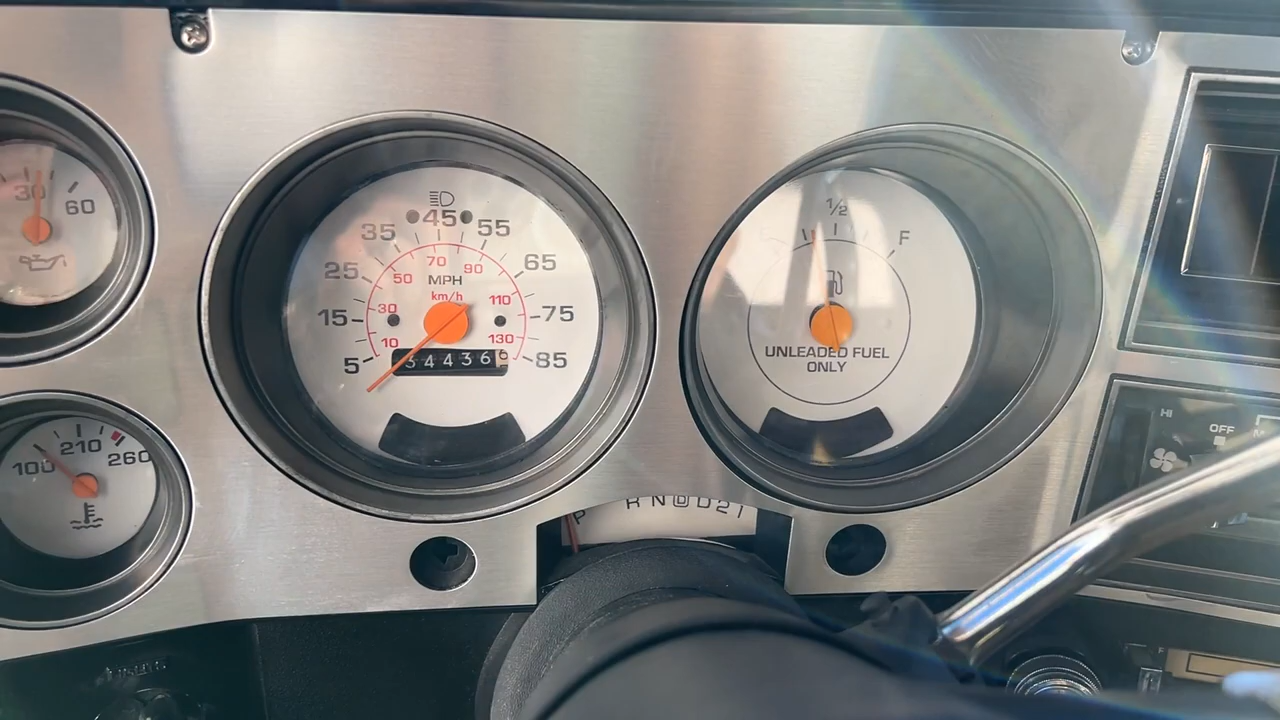 30 60
100 210 260
5 15 25 35 45 55 65 75 85
MPH
km/h
10 30 50 70 90 110 130
34436
1/2
F
UNLEADED FUEL
ONLY
P R N D D 2 1
HI
OFF